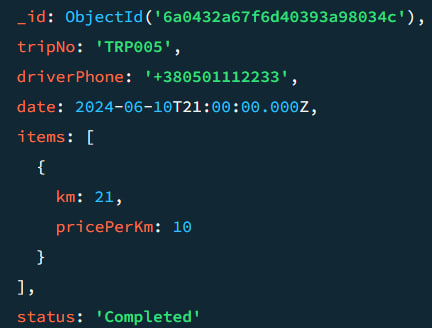 _id: ObjectId('6a0432a67f6d40393a98034c'),
tripNo: 'TRP005',
driverPhone: '+380501112233',
date: 2024-06-10T21:00:00.000Z,
items: [
{
km: 21,
pricePerKm: 10
}
],
status: 'Completed'